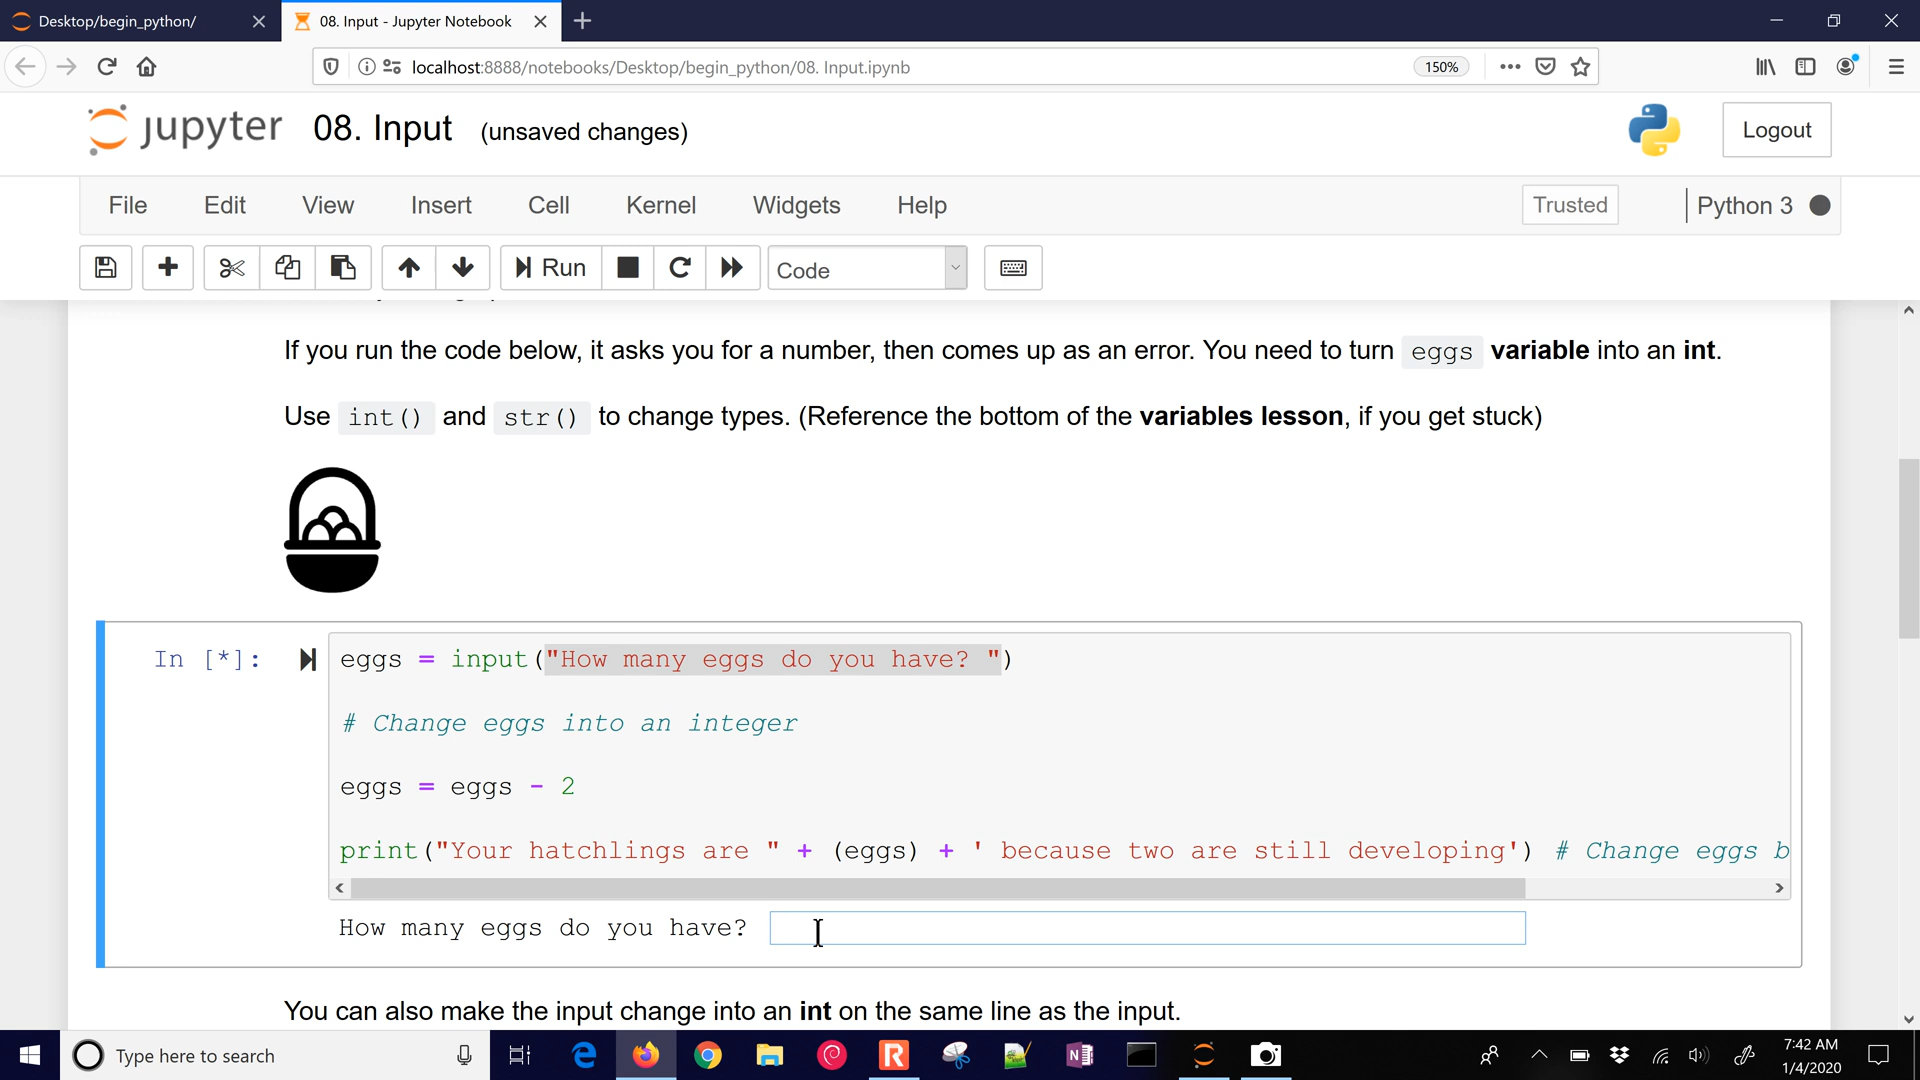 Desktop/begin_python/
08. Input - Jupyter Notebook
localhost:8888/notebooks/Desktop/begin_python/08. Input.ipynb
150%
jupyter 08. Input (unsaved changes)
Logout
File Edit View Insert Cell Kernel Widgets Help
Trusted
Python 3
Run
Code
If you run the code below, it asks you for a number, then comes up as an error. You need to turn eggs variable into an int.
Use int() and str() to change types. (Reference the bottom of the variables lesson, if you get stuck)
In [*]:
eggs = input("How many eggs do you have? ")
# Change eggs into an integer
eggs = eggs - 2
print("Your hatchlings are " + (eggs) + ' because two are still developing') # Change eggs b
How many eggs do you have?
You can also make the input change into an int on the same line as the input.
Type here to search
7:42 AM
1/4/2020